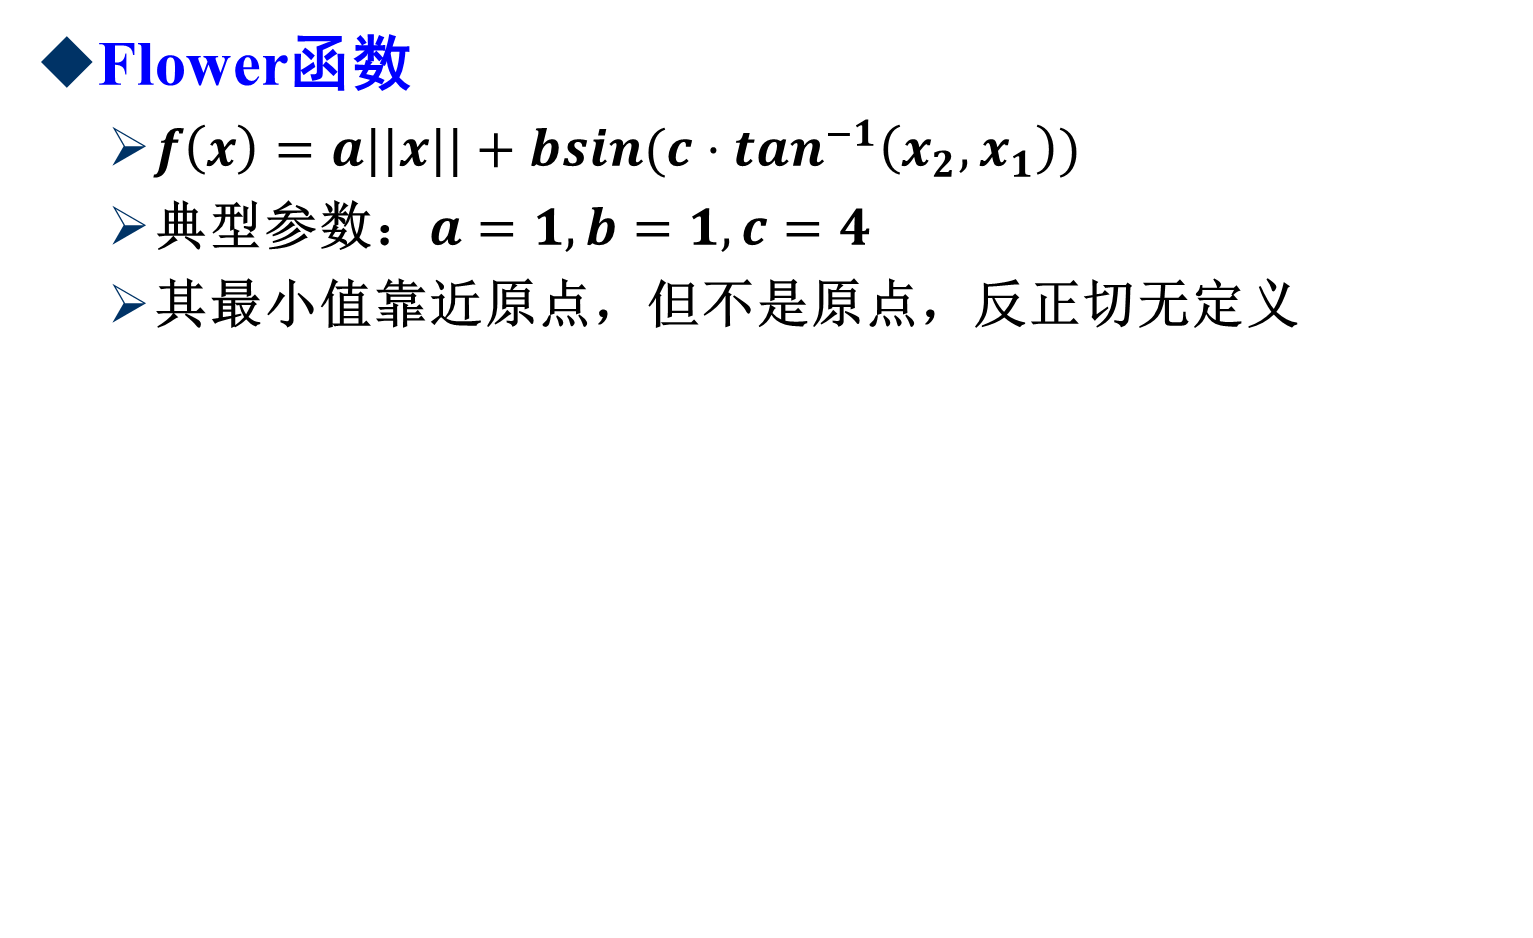 ◆Flower函数
➢f(x) = a||x|| + bsin(c · tan⁻¹(x₂, x₁))
➢典型参数：a = 1, b = 1, c = 4
➢其最小值靠近原点，但不是原点，反正切无定义